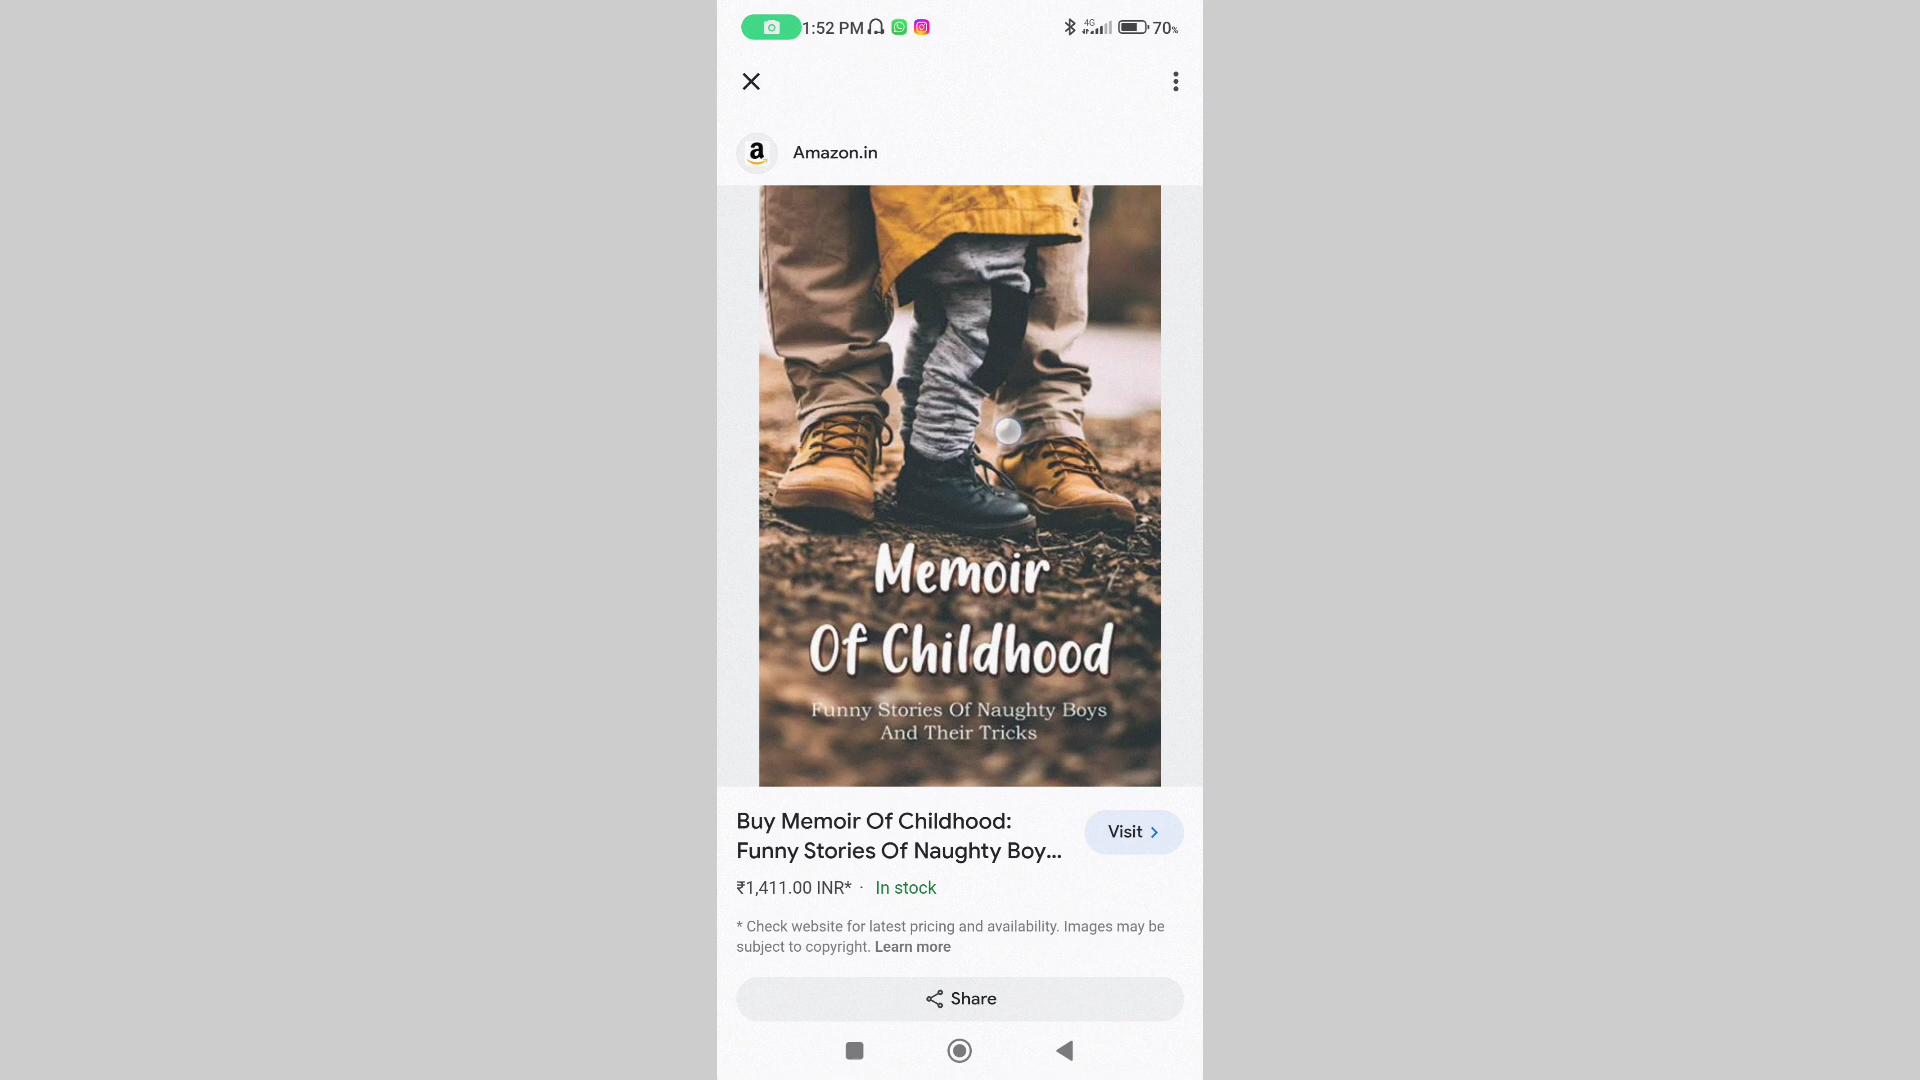 1:52 PM 4G 70%
a Amazon.in
Memoir
Of Childhood
Funny Stories Of Naughty Boys
And Their Tricks
Buy Memoir Of Childhood:
Funny Stories Of Naughty Boy...
Visit
₹1,411.00 INR* · In stock
* Check website for latest pricing and availability. Images may be
subject to copyright. Learn more
Share